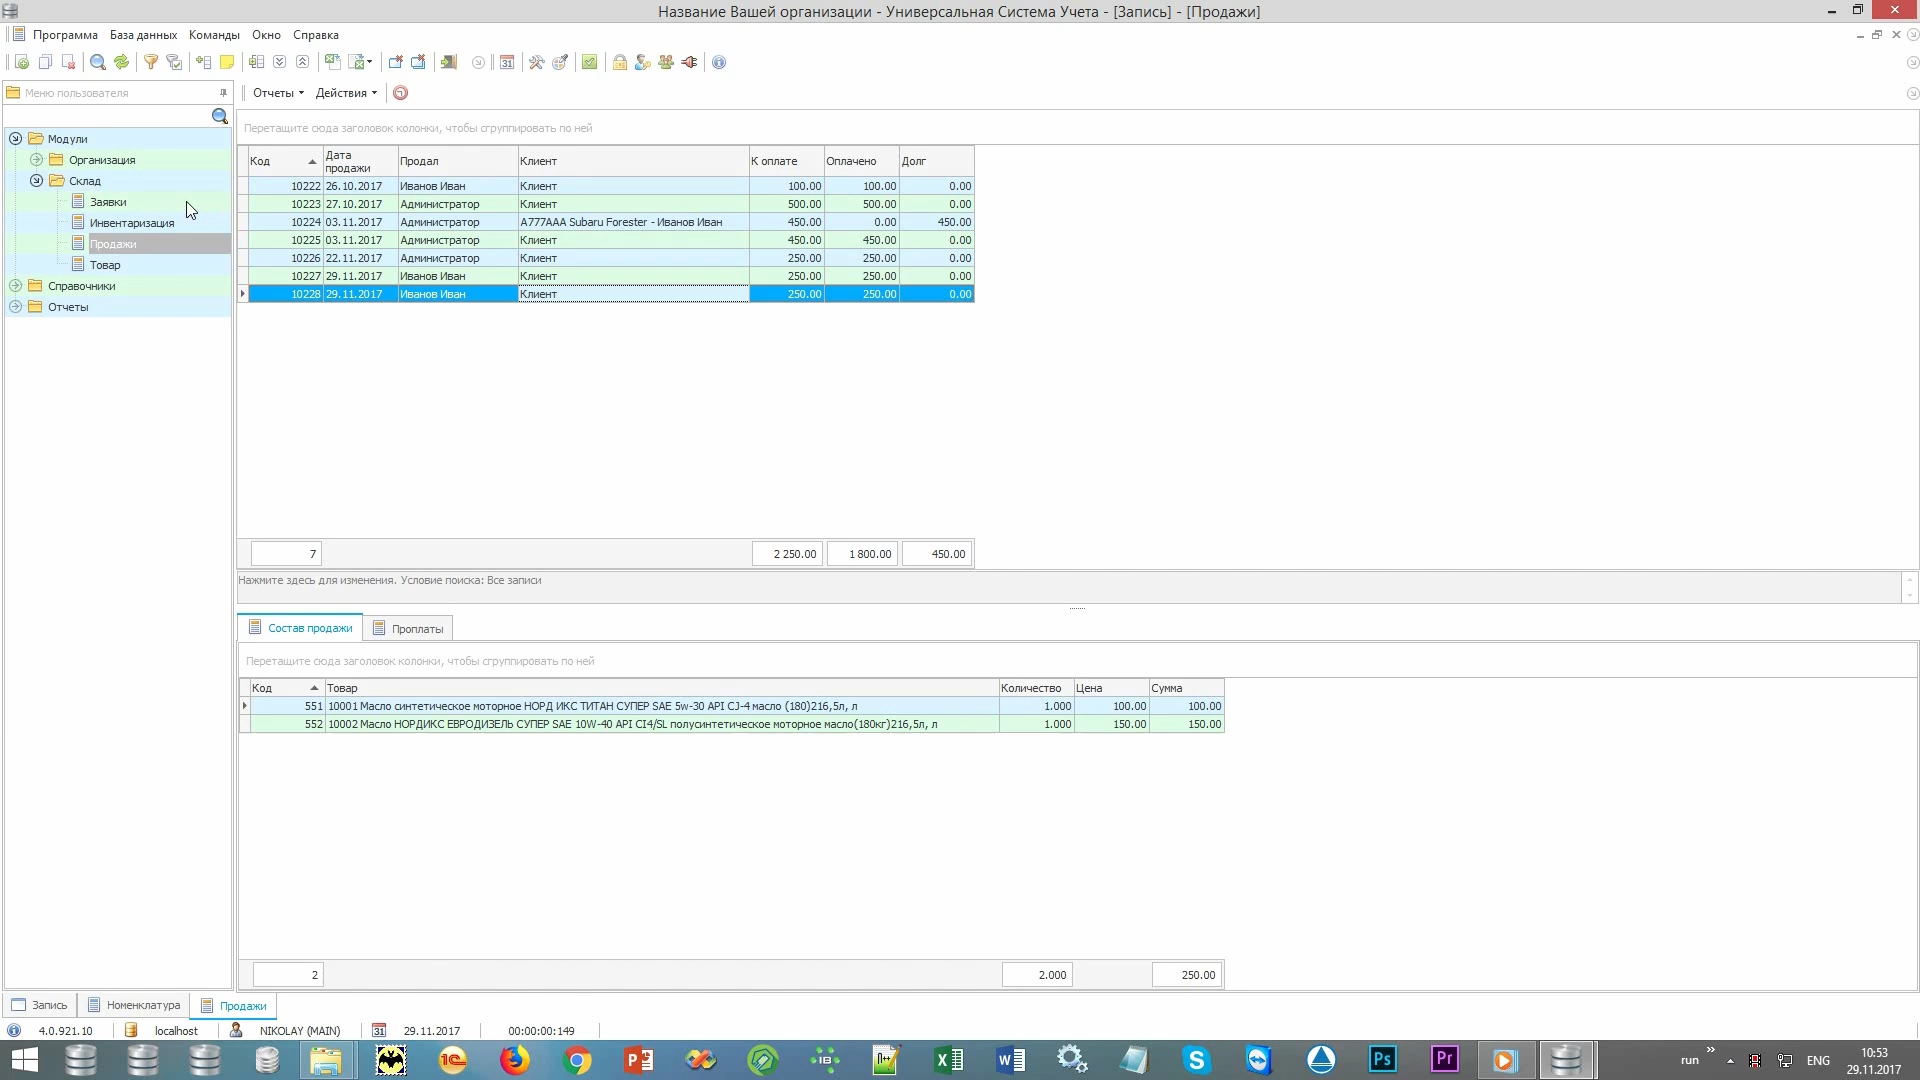 Название Вашей организации - Универсальная Система Учета - [Запись] - [Продажи]
Программа База данных Команды Окно Справка
Меню пользователя
Отчеты Действия
Модули
Организация
Склад
Заявки
Инвентаризация
Продажи
Товар
Справочники
Отчеты
Перетащите сюда заголовок колонки, чтобы сгруппировать по ней
Код Дата продажи Продал Клиент К оплате Оплачено Долг
10222 26.10.2017 Иванов Иван Клиент 100.00 100.00 0.00
10223 27.10.2017 Администратор Клиент 500.00 500.00 0.00
10224 03.11.2017 Администратор А777ААА Subaru Forester - Иванов Иван 450.00 0.00 450.00
10225 03.11.2017 Администратор Клиент 450.00 450.00 0.00
10226 22.11.2017 Администратор Клиент 250.00 250.00 0.00
10227 29.11.2017 Иванов Иван Клиент 250.00 250.00 0.00
10228 29.11.2017 Иванов Иван Клиент 250.00 250.00 0.00
7 2 250.00 1 800.00 450.00
Нажмите здесь для изменения. Условие поиска: Все записи
Состав продажи Проплаты
Перетащите сюда заголовок колонки, чтобы сгруппировать по ней
Код Товар Количество Цена Сумма
551 10001 Масло синтетическое моторное НОРД ИКС ТИТАН СУПЕР SAE 5w-30 API CJ-4 масло (180)216,5л, л 1.000 100.00 100.00
552 10002 Масло НОРДИКС ЕВРОДИЗЕЛЬ СУПЕР SAE 10W-40 API CI4/SL полусинтетическое моторное масло(180кг)216,5л, л 1.000 150.00 150.00
2 2.000 250.00
Запись Номенклатура Продажи
4.0.921.10 localhost NIKOLAY (MAIN) 31 29.11.2017 00:00:00:149
run ENG 10:53
29.11.2017